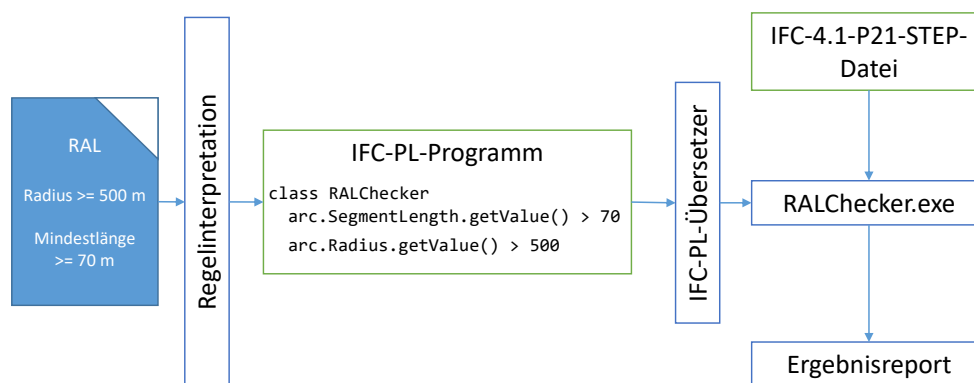 RAL
Radius >= 500 m
Mindestlänge
>= 70 m
Regelinterpretation
IFC-PL-Programm
class RALChecker
arc.SegmentLength.getValue() > 70
arc.Radius.getValue() > 500
IFC-PL-Übersetzer
IFC-4.1-P21-STEP-
Datei
RALChecker.exe
Ergebnisreport